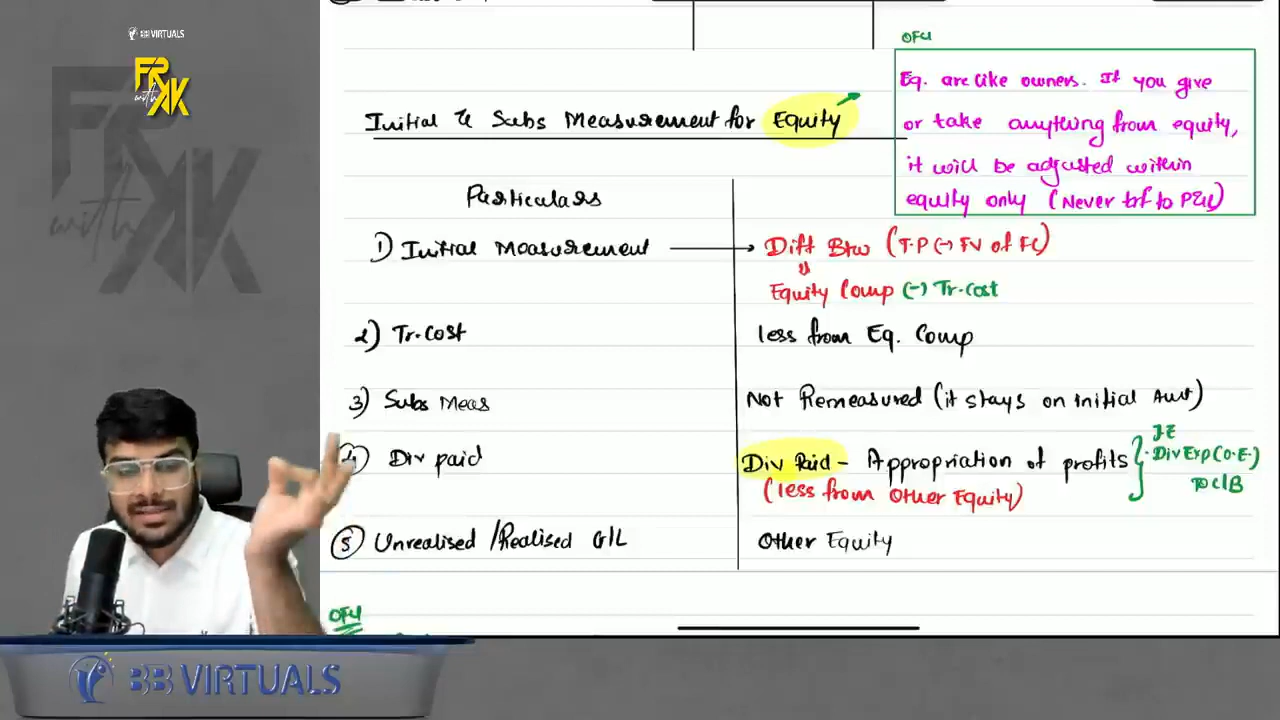 BB VIRTUALS
FR
with AK
OFU
Eq. are like owners. If you give
or take anything from equity,
it will be adjusted within
equity only (Never trf to P&L)
Initial & Subs Measurement for Equity
Particulars
1) Initial Measurement → Diff Btw (T.P (-) FV of FL)
Equity Comp (-) Tr.cost
2) Tr.cost less from Eq. Comp
3) Subs Meas Not Remeasured (it stays on initial Amt)
4) Div paid Div Paid - Appropriation of profits
(less from Other Equity)
JE
Div Exp (O.E.)
To C/B
5) Unrealised /Realised G/L Other Equity
OFU
BB VIRTUALS